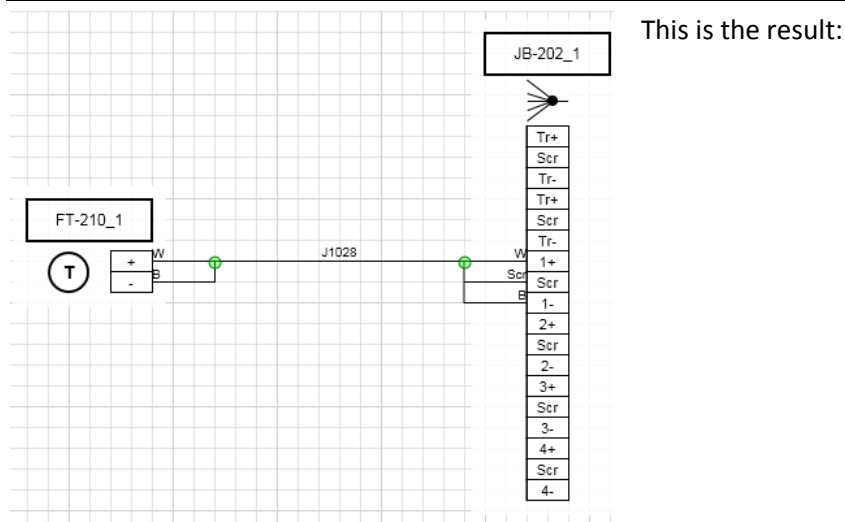 This is the result:
JB-202_1
Tr+
Scr
Tr-
Tr+
Scr
Tr-
FT-210_1
T
+
-
W
B
J1028
W
Scr
B
1+
Scr
1-
2+
Scr
2-
3+
Scr
3-
4+
Scr
4-